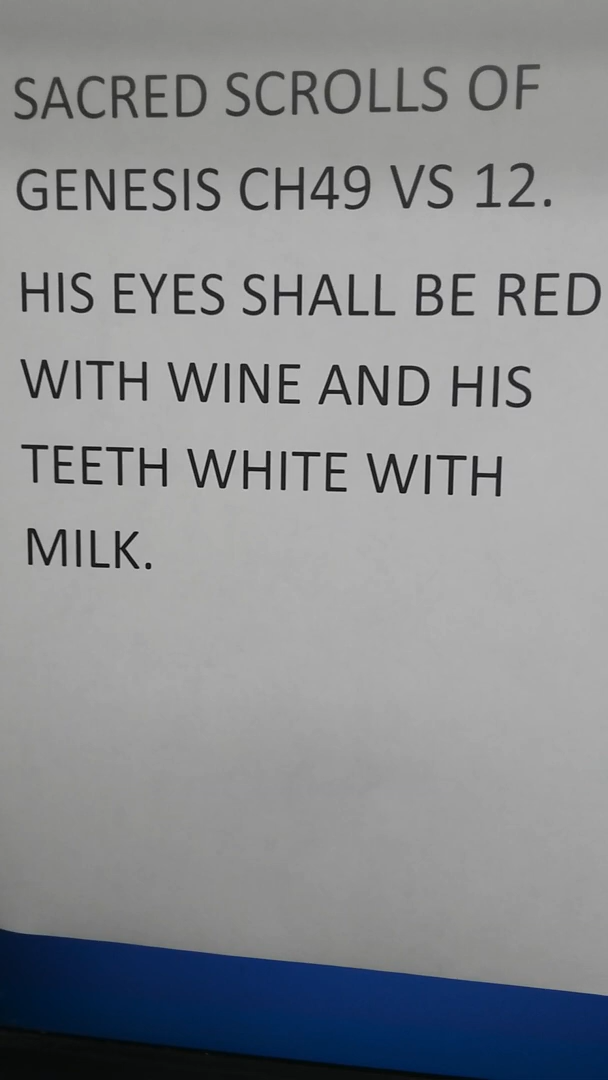 SACRED SCROLLS OF
GENESIS CH49 VS 12.
HIS EYES SHALL BE RED
WITH WINE AND HIS
TEETH WHITE WITH
MILK.